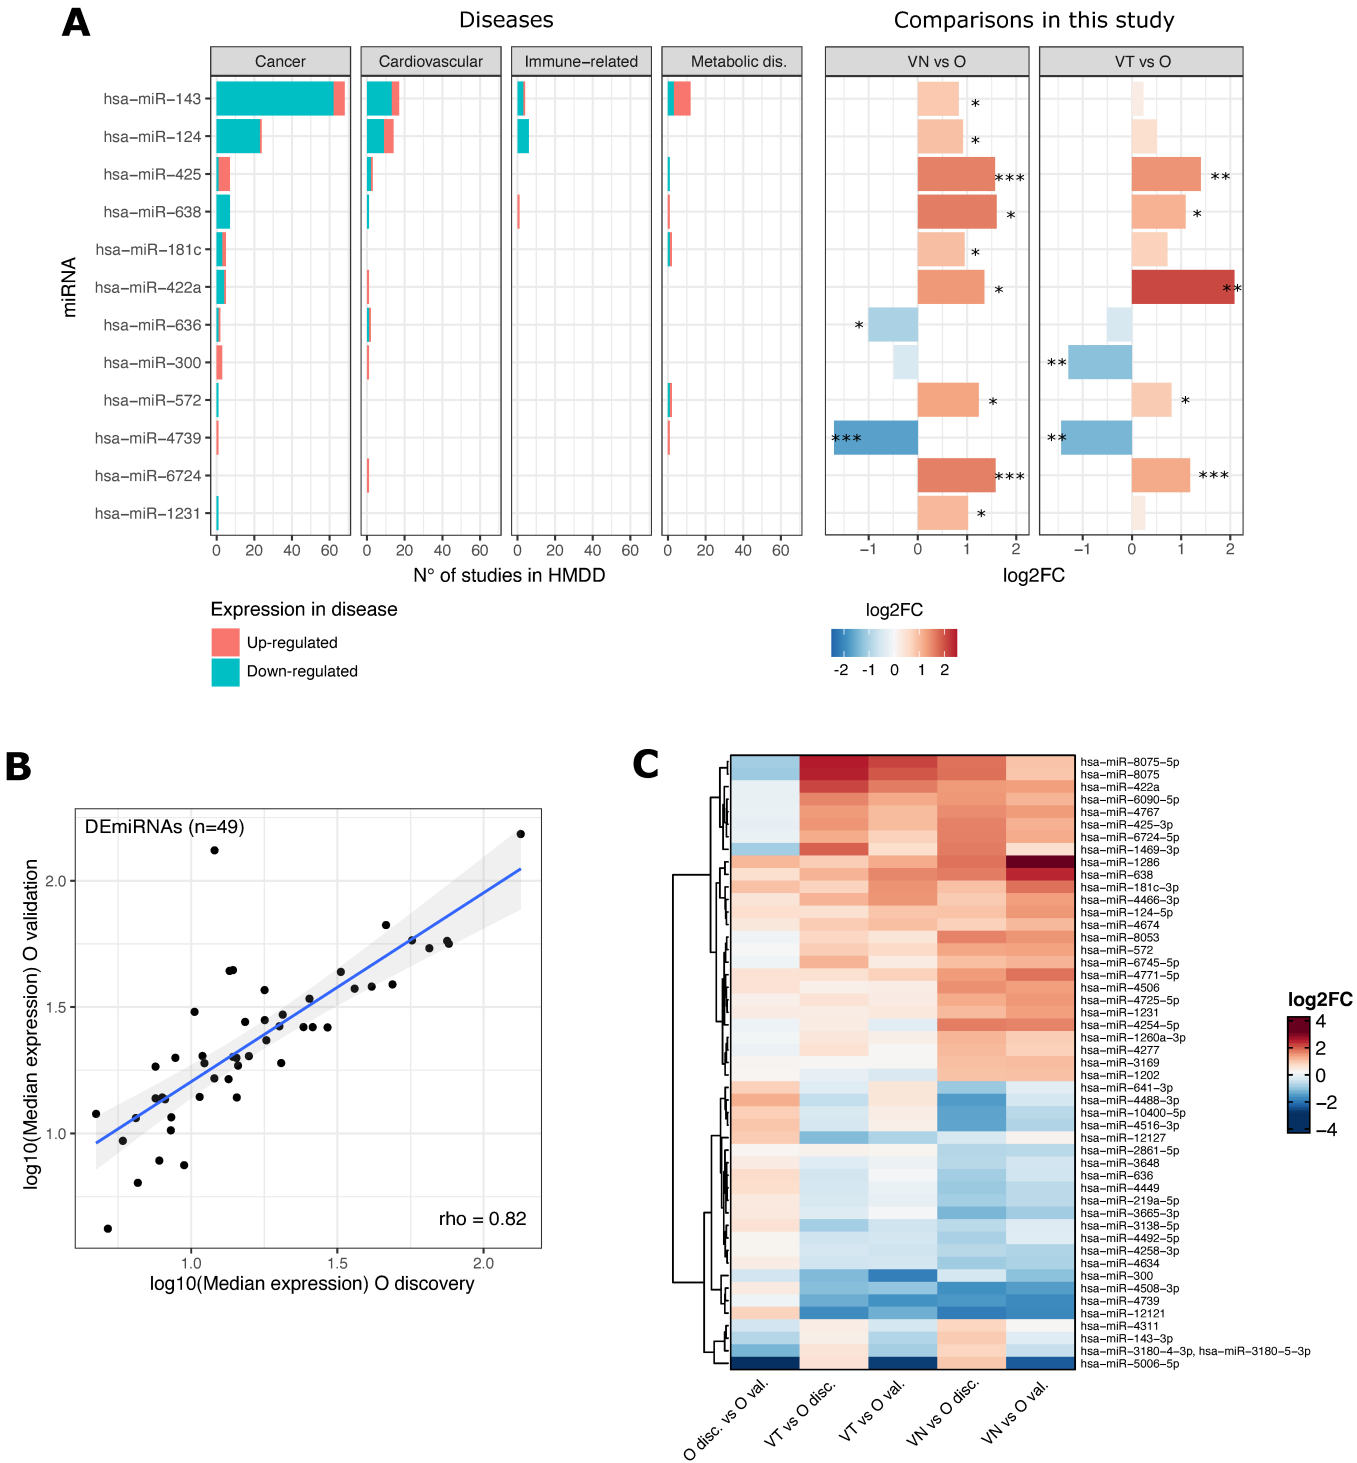 A
Diseases
Comparisons in this study
Cancer
Cardiovascular
Immune−related
Metabolic dis.
VN vs O
VT vs O
miRNA
hsa−miR−143
*
hsa−miR−124
*
hsa−miR−425
***
**
hsa−miR−638
*
*
hsa−miR−181c
*
hsa−miR−422a
*
**
hsa−miR−636
*
hsa−miR−300
**
hsa−miR−572
*
*
hsa−miR−4739
***
**
hsa−miR−6724
***
***
hsa−miR−1231
*
0 20 40 60
0 20 40 60
0 20 40 60
0 20 40 60
−1 0 1 2
−1 0 1 2
N° of studies in HMDD
log2FC
Expression in disease
Up-regulated
Down-regulated
log2FC
-2 -1 0 1 2
B
DEmiRNAs (n=49)
log10(Median expression) O validation
2.0
1.5
1.0
rho = 0.82
1.0 1.5 2.0
log10(Median expression) O discovery
C
hsa−miR−8075−5p
hsa−miR−8075
hsa−miR−422a
hsa−miR−6090−5p
hsa−miR−4767
hsa−miR−425−3p
hsa−miR−6724−5p
hsa−miR−1469−3p
hsa−miR−1286
hsa−miR−638
hsa−miR−181c−3p
hsa−miR−4466−3p
hsa−miR−124−5p
hsa−miR−4674
hsa−miR−8053
hsa−miR−572
hsa−miR−6745−5p
hsa−miR−4771−5p
hsa−miR−4506
hsa−miR−4725−5p
hsa−miR−1231
hsa−miR−4254−5p
hsa−miR−1260a−3p
hsa−miR−4277
hsa−miR−3169
hsa−miR−1202
hsa−miR−641−3p
hsa−miR−4488−3p
hsa−miR−10400−5p
hsa−miR−4516−3p
hsa−miR−12127
hsa−miR−2861−5p
hsa−miR−3648
hsa−miR−636
hsa−miR−4449
hsa−miR−219a−5p
hsa−miR−3665−3p
hsa−miR−3138−5p
hsa−miR−4492−5p
hsa−miR−4258−3p
hsa−miR−4634
hsa−miR−300
hsa−miR−4508−3p
hsa−miR−4739
hsa−miR−12121
hsa−miR−4311
hsa−miR−143−3p
hsa−miR−3180−4−3p, hsa−miR−3180−5−3p
hsa−miR−5006−5p
O disc. vs O val.
VT vs O disc.
VT vs O val.
VN vs O disc.
VN vs O val.
log2FC
4
2
0
−2
−4